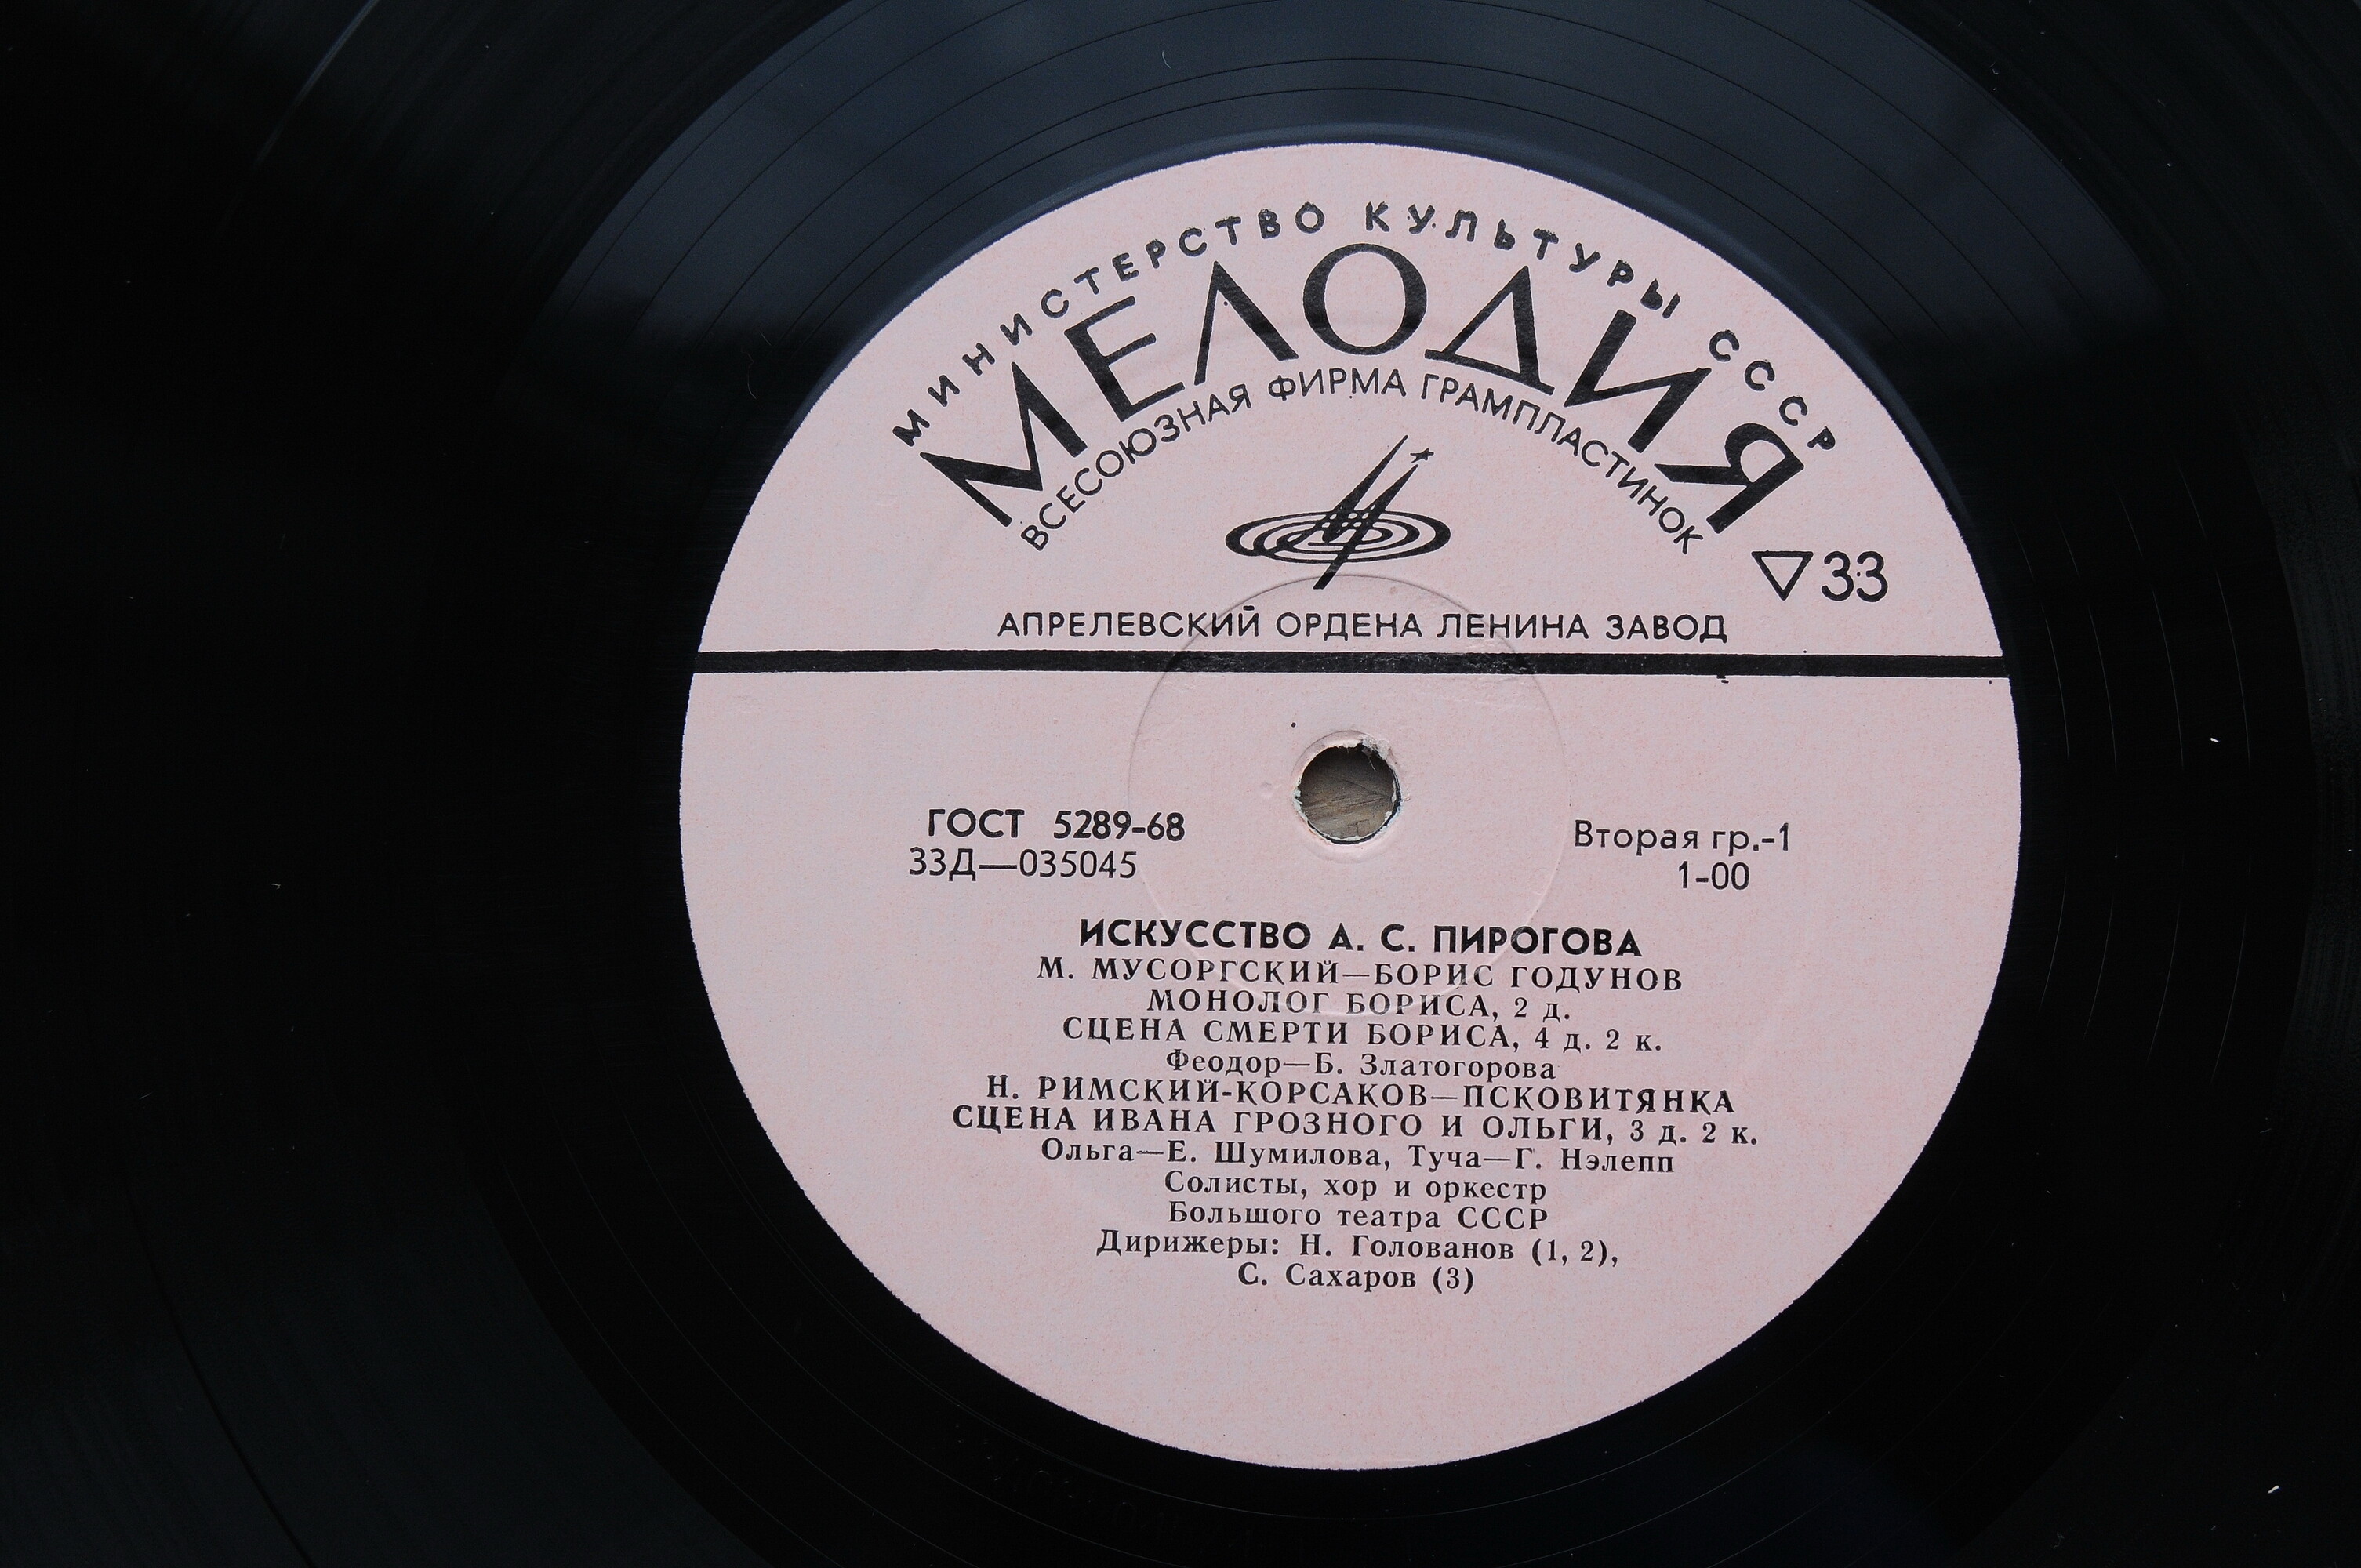 МИНИСТЕРСТВО КУЛЬТУРЫ СССР
МЕЛОДИЯ
ВСЕСОЮЗНАЯ ФИРМА ГРАМПЛАСТИНОК
▽33
АПРЕЛЕВСКИЙ ОРДЕНА ЛЕНИНА ЗАВОД
ГОСТ 5289-68
33Д—035045
Вторая гр.-1
1-00
ИСКУССТВО А. С. ПИРОГОВА
М. МУСОРГСКИЙ—БОРИС ГОДУНОВ
МОНОЛОГ БОРИСА, 2 д.
СЦЕНА СМЕРТИ БОРИСА, 4 д. 2 к.
Феодор—Б. Златогорова
Н. РИМСКИЙ-КОРСАКОВ—ПСКОВИТЯНКА
СЦЕНА ИВАНА ГРОЗНОГО И ОЛЬГИ, 3 д. 2 к.
Ольга—Е. Шумилова, Туча—Г. Нэлепп
Солисты, хор и оркестр
Большого театра СССР
Дирижеры: Н. Голованов (1, 2),
С. Сахаров (3)